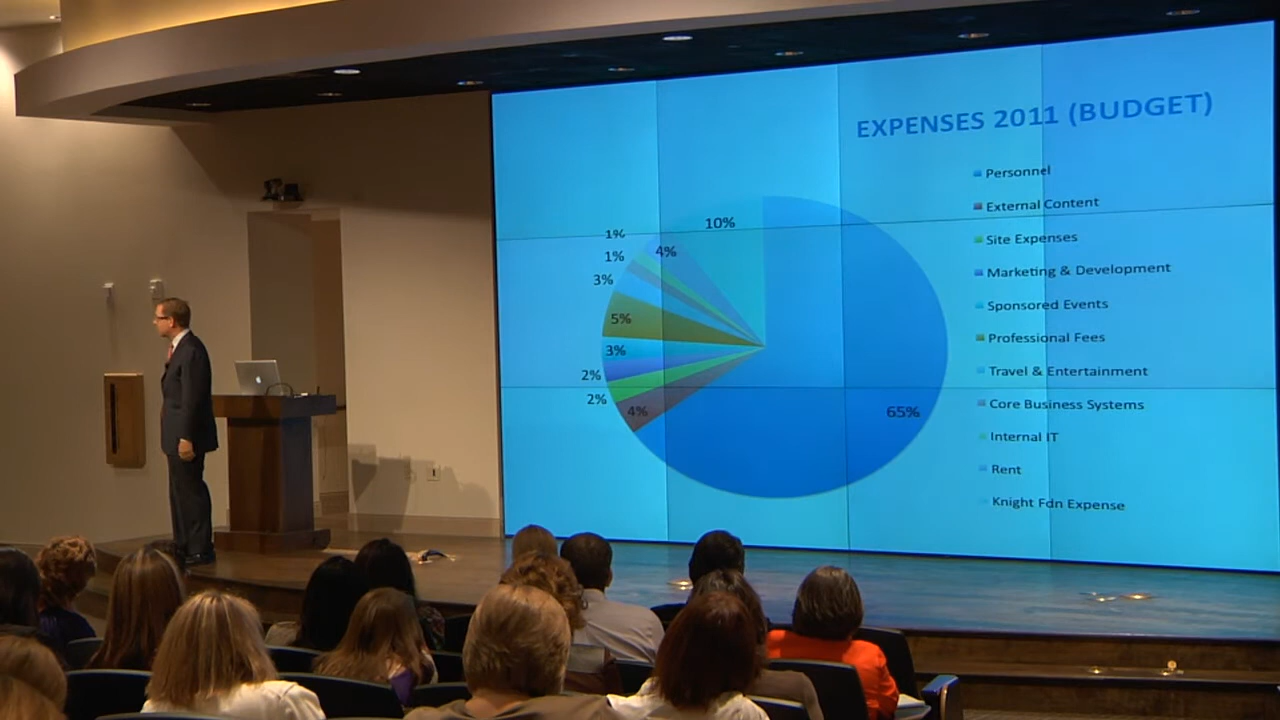 EXPENSES 2011 (BUDGET)
Personnel
External Content
Site Expenses
Marketing & Development
Sponsored Events
Professional Fees
Travel & Entertainment
Core Business Systems
Internal IT
Rent
Knight Fdn Expense
10%
1%
4%
1%
3%
5%
3%
2%
2%
4%
65%